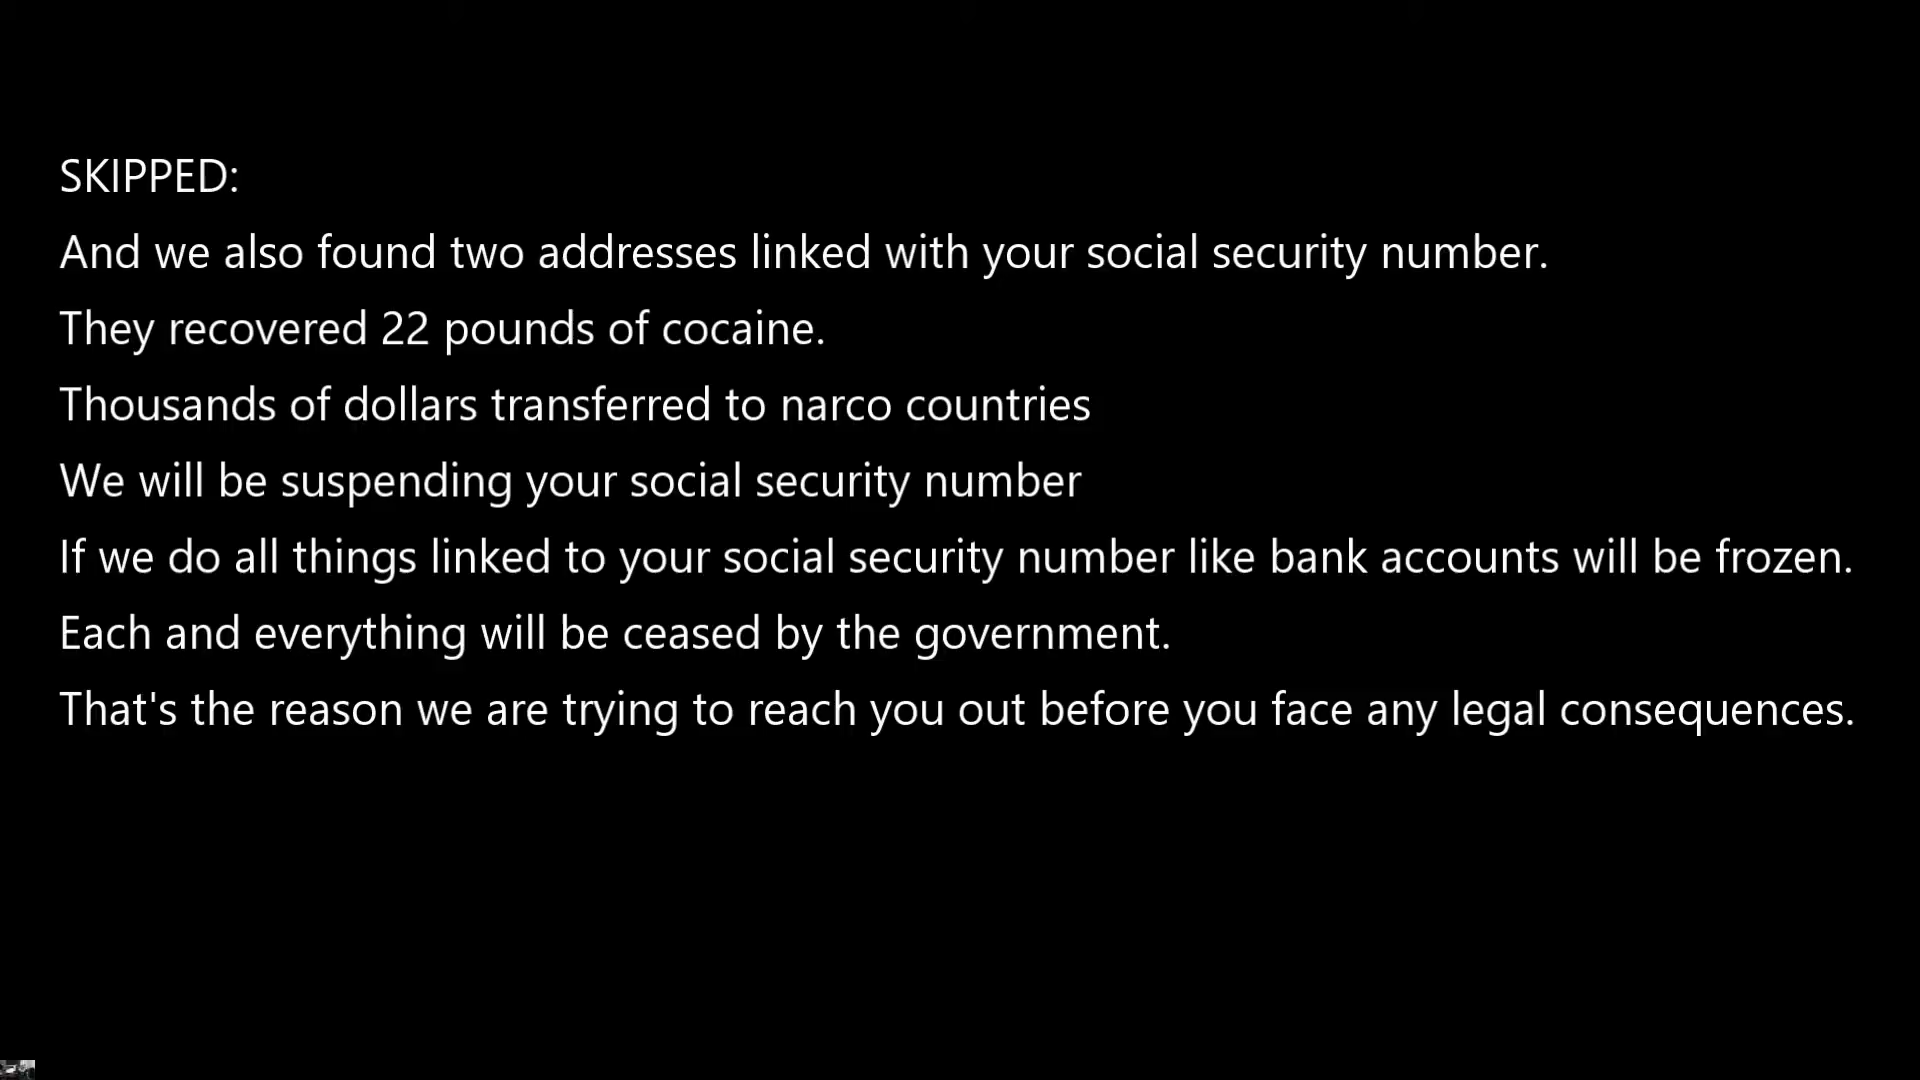 SKIPPED:
And we also found two addresses linked with your social security number.
They recovered 22 pounds of cocaine.
Thousands of dollars transferred to narco countries
We will be suspending your social security number
If we do all things linked to your social security number like bank accounts will be frozen.
Each and everything will be ceased by the government.
That's the reason we are trying to reach you out before you face any legal consequences.